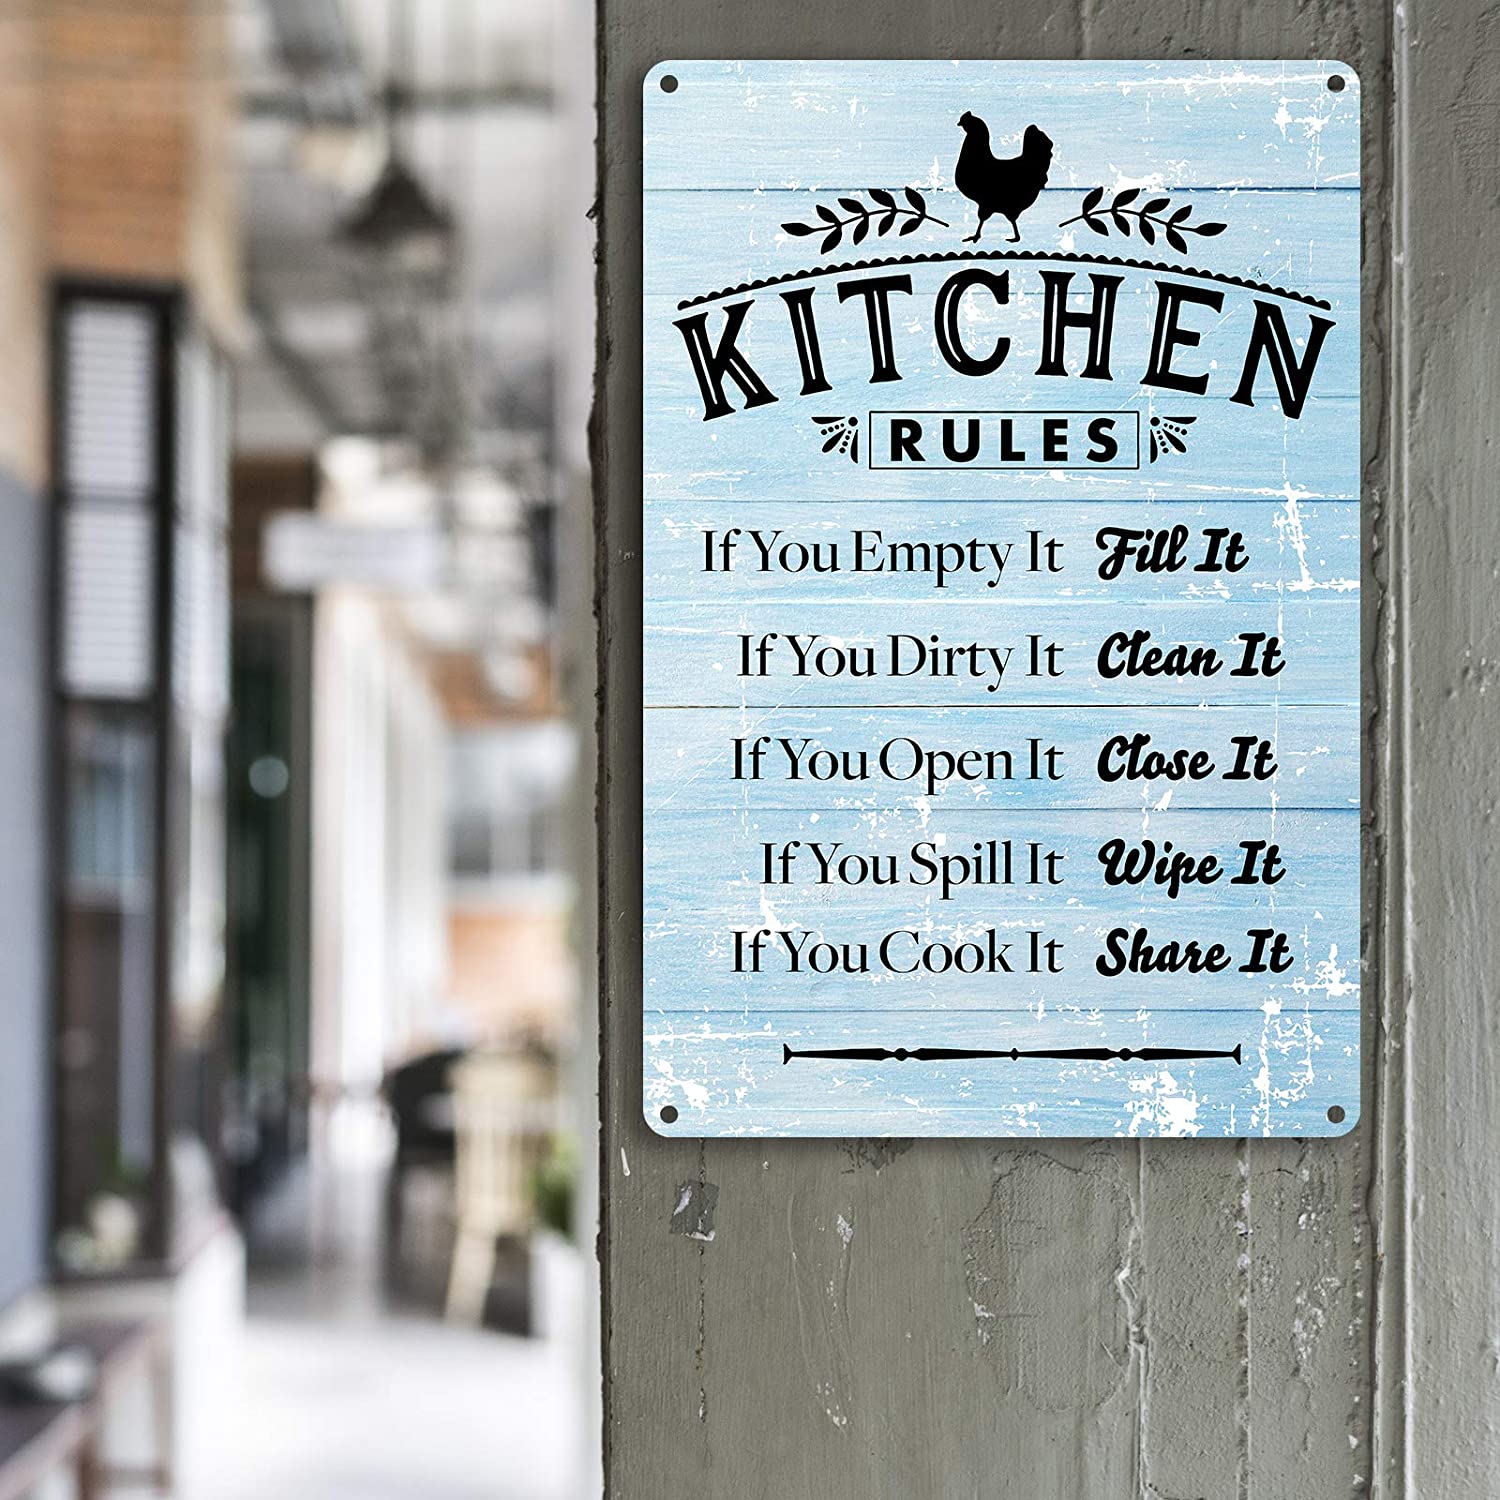 KITCHEN
RULES
If You Empty It Fill It
If You Dirty It Clean It
If You Open It Close It
If You Spill It Wipe It
If You Cook It Share It